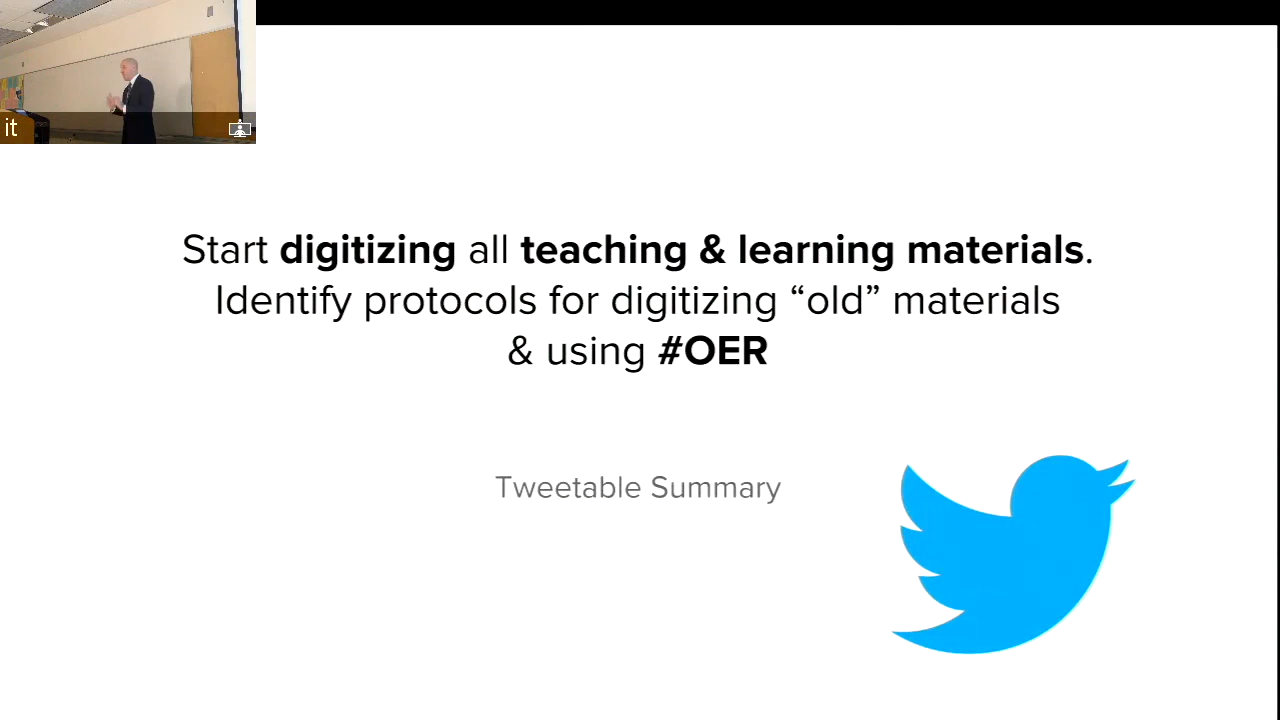 it
Start digitizing all teaching & learning materials.
Identify protocols for digitizing “old” materials
& using #OER
Tweetable Summary